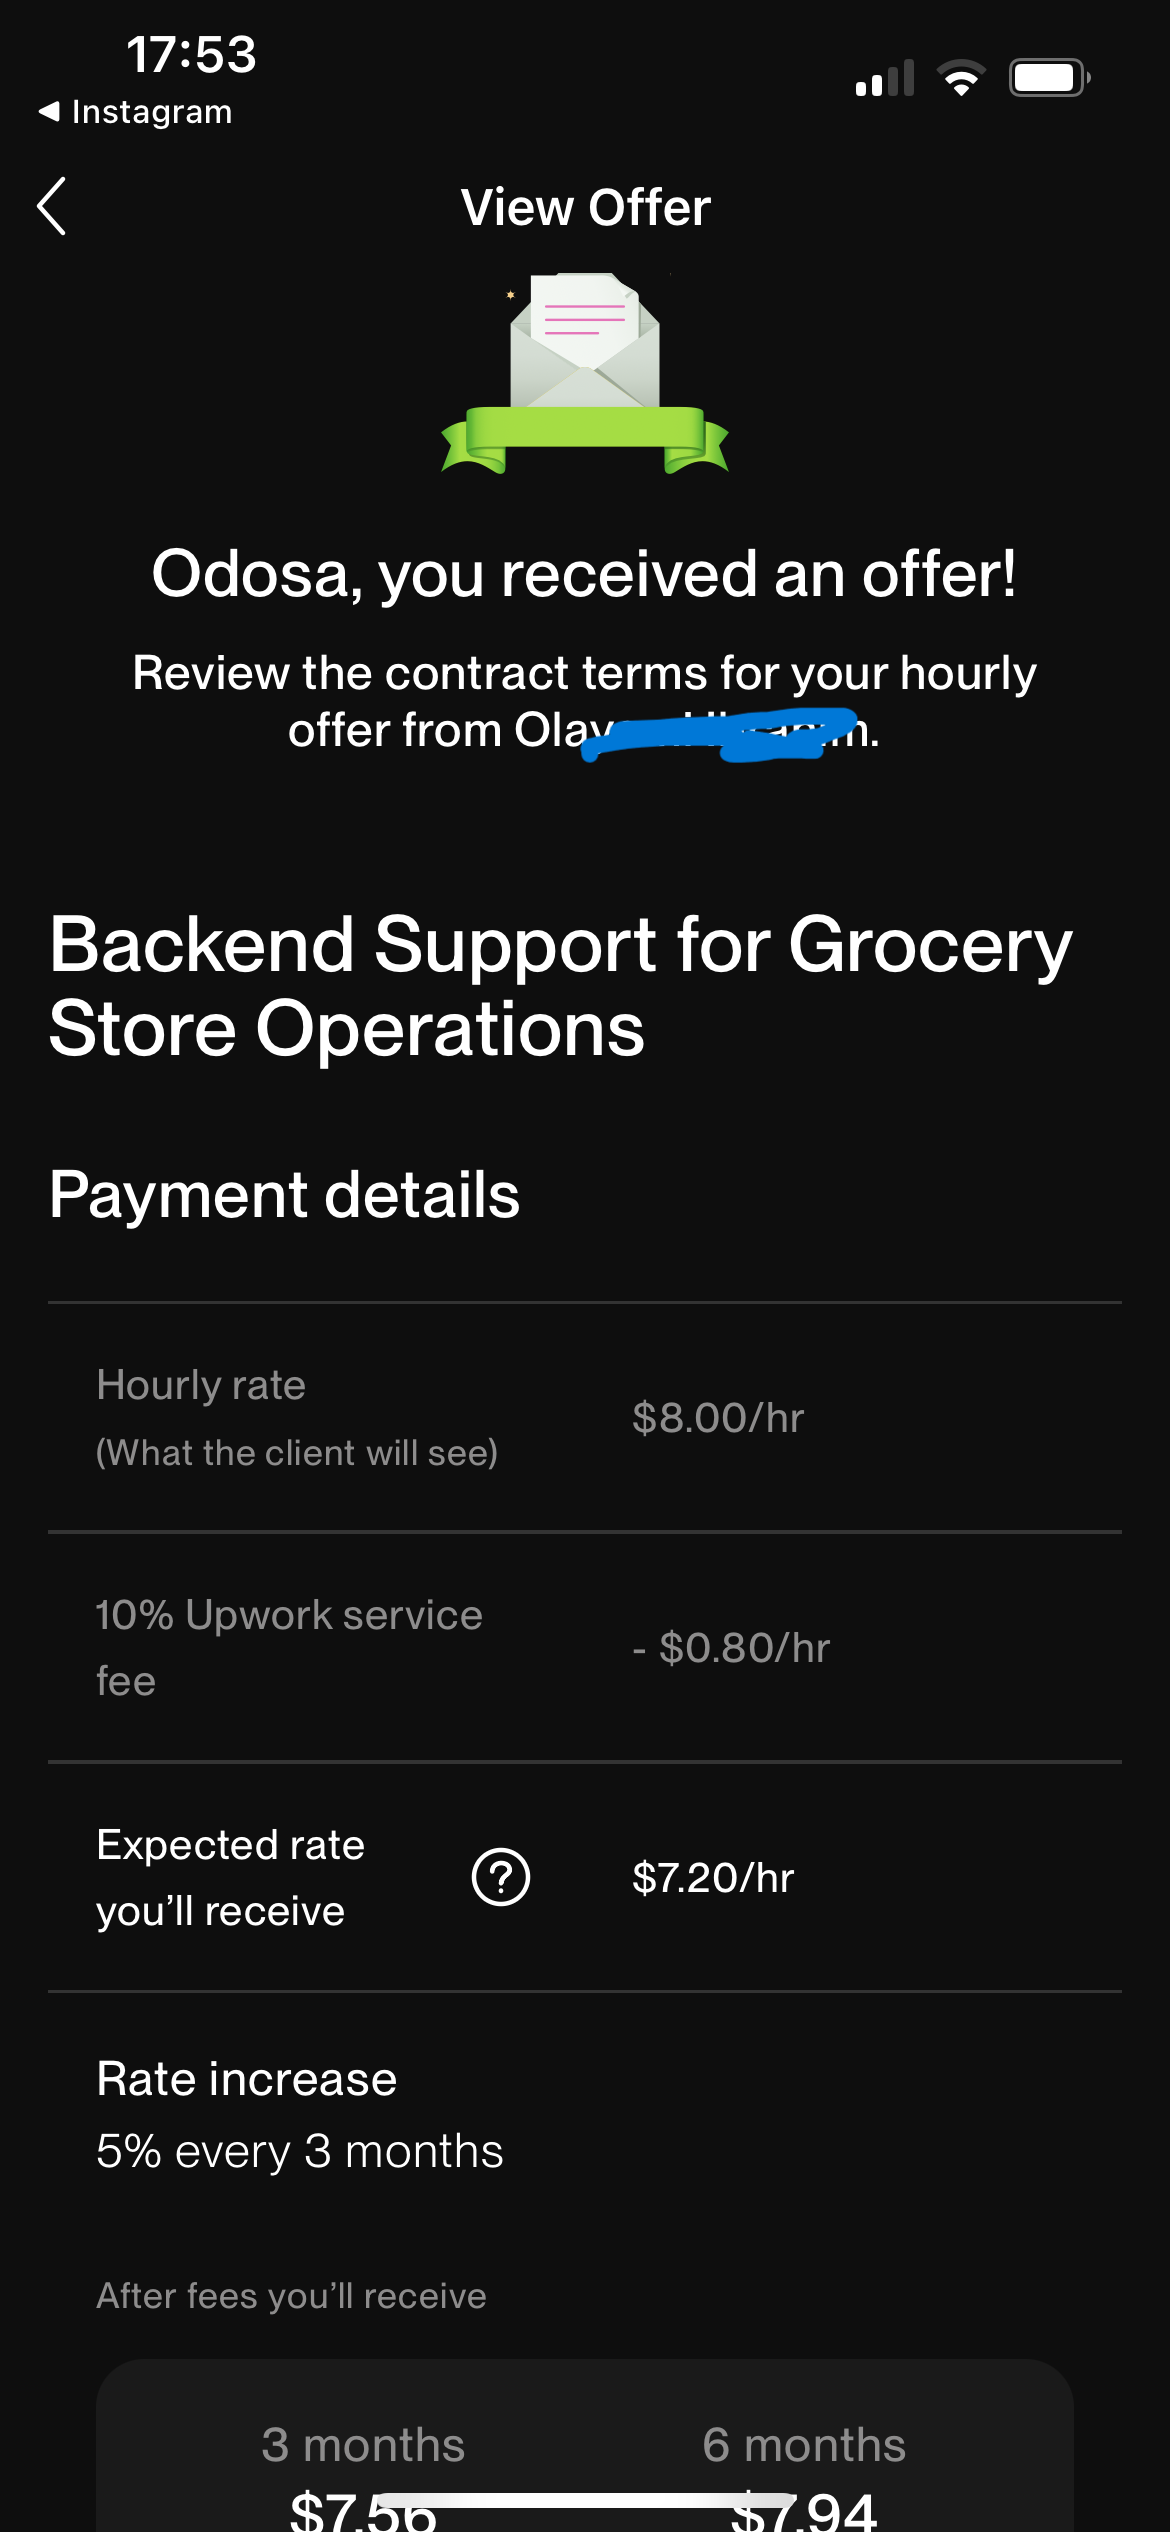 17:53
Instagram
View Offer
Odosa, you received an offer!
Review the contract terms for your hourly
offer from
Backend Support for Grocery
Store Operations
Payment details
Hourly rate
(What the client will see)
$8.00/hr
10% Upwork service
fee
- $0.80/hr
Expected rate
you'll receive
?
$7.20/hr
Rate increase
5% every 3 months
After fees you'll receive
3 months
6 months
$7.56
$7.94